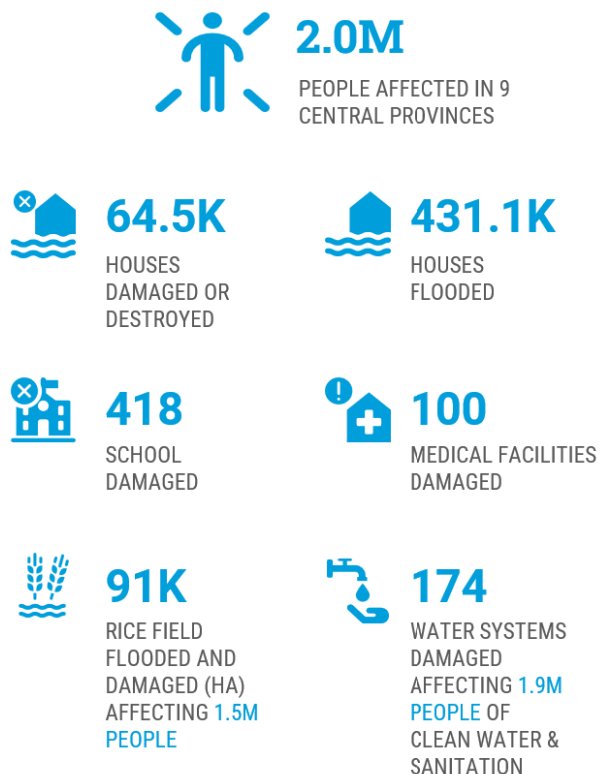 2.0M
PEOPLE AFFECTED IN 9
CENTRAL PROVINCES
64.5K
HOUSES
DAMAGED OR
DESTROYED
431.1K
HOUSES
FLOODED
418
SCHOOL
DAMAGED
100
MEDICAL FACILITIES
DAMAGED
91K
RICE FIELD
FLOODED AND
DAMAGED (HA)
AFFECTING 1.5M
PEOPLE
174
WATER SYSTEMS
DAMAGED
AFFECTING 1.9M
PEOPLE OF
CLEAN WATER &
SANITATION